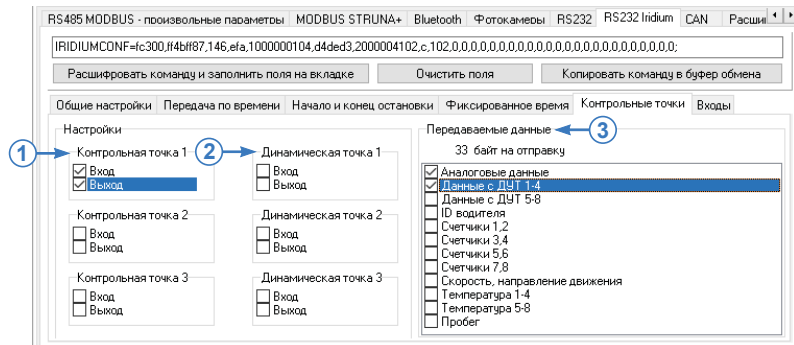 RS485 MODBUS - произвольные параметры MODBUS STRUNA+ Bluetooth Фотокамеры RS232 RS232 Iridium CAN
IRIDIUMCONF=fc300,ff4bff87,146,efa,1000000104,d4ded3,2000004102,c,102,0,0,0,0,0,0,0,0,0,0,0,0,0,0,0,0,0,0,0,0,0,0,0,0;
Расшифровать команду и заполнить поля на вкладке Очистить поля Копировать команду в буфер обмена
Общие настройки Передача по времени Начало и конец остановки Фиксированное время Контрольные точки Входы
Настройки
1 Контрольная точка 1
Вход
Выход
Контрольная точка 2
Вход
Выход
Контрольная точка 3
Вход
Выход
2 Динамическая точка 1
Вход
Выход
Динамическая точка 2
Вход
Выход
Динамическая точка 3
Вход
Выход
Передаваемые данные 3
33 байт на отправку
Аналоговые данные
Данные с ДУТ 1-4
Данные с ДУТ 5-8
ID водителя
Счетчики 1,2
Счетчики 3,4
Счетчики 5,6
Счетчики 7,8
Скорость, направление движения
Температура 1-4
Температура 5-8
Пробег